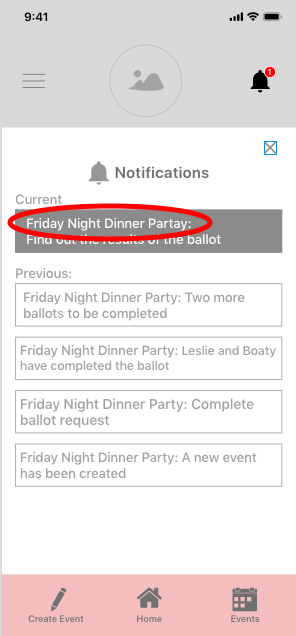 9:41
1
Notifications
Current
Friday Night Dinner Partay:
Find out the results of the ballot
Previous:
Friday Night Dinner Party: Two more
ballots to be completed
Friday Night Dinner Party: Leslie and Boaty
have completed the ballot
Friday Night Dinner Party: Complete
ballot request
Friday Night Dinner Party: A new event
has been created
Create Event
Home
Events